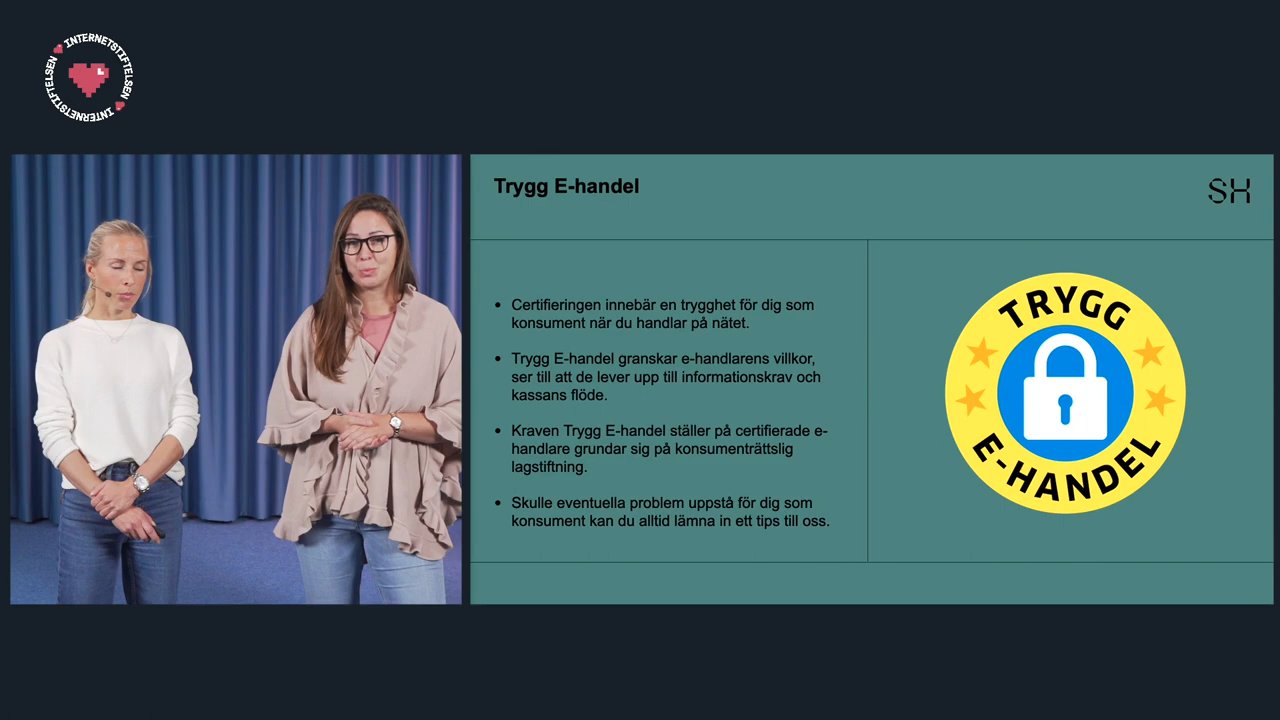 INTERNETSTIFTELSEN
INTERNETSTIFTELSEN
Trygg E-handel
SH
• Certifieringen innebär en trygghet för dig som
konsument när du handlar på nätet.
• Trygg E-handel granskar e-handlarens villkor,
ser till att de lever upp till informationskrav och
kassans flöde.
• Kraven Trygg E-handel ställer på certifierade e-
handlare grundar sig på konsumenträttslig
lagstiftning.
• Skulle eventuella problem uppstå för dig som
konsument kan du alltid lämna in ett tips till oss.
TRYGG
E-HANDEL